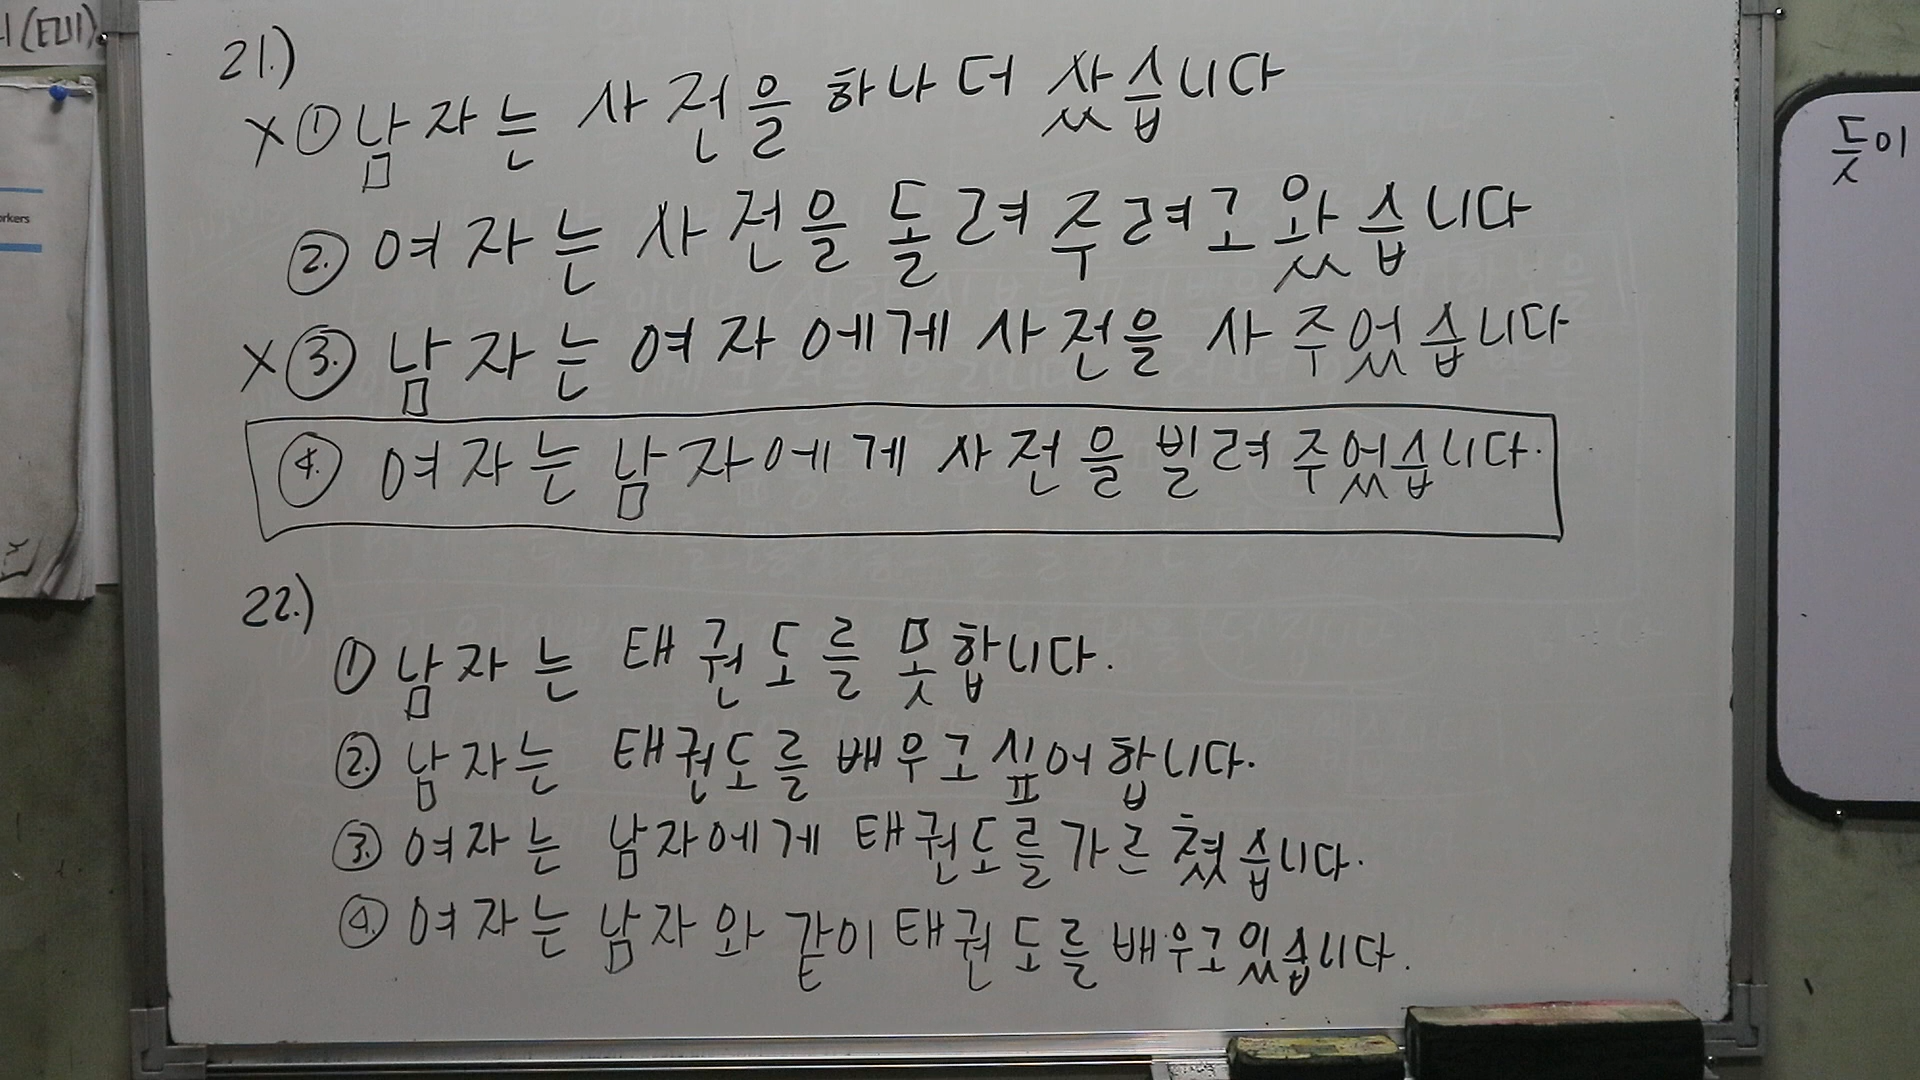 21.)
X ① 남자는 사전을 하나 더 샀습니다
②. 여자는 사전을 돌려 주려고 왔습니다
X ③. 남자는 여자에게 사전을 사 주었습니다
④. 여자는 남자에게 사전을 빌려 주었습니다.
22.)
① 남자는 태권도를 못합니다.
②. 남자는 태권도를 배우고 싶어 합니다.
③. 여자는 남자에게 태권도를 가르쳤습니다.
④. 여자는 남자와 같이 태권도를 배우고 있습니다.
듯이